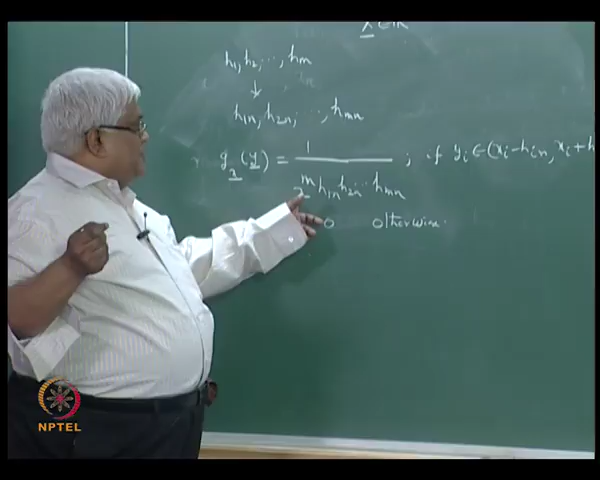 x ∈ ℝ
h₁, h₂, ..., hₘ
↓
h₁ₙ, h₂ₙ, ..., hₘₙ
gₓ(y) = 1 / 2ᵐ h₁ₙ h₂ₙ ... hₘₙ ; if yᵢ ∈ (xᵢ - hᵢₙ, xᵢ + h
0 otherwise.
NPTEL